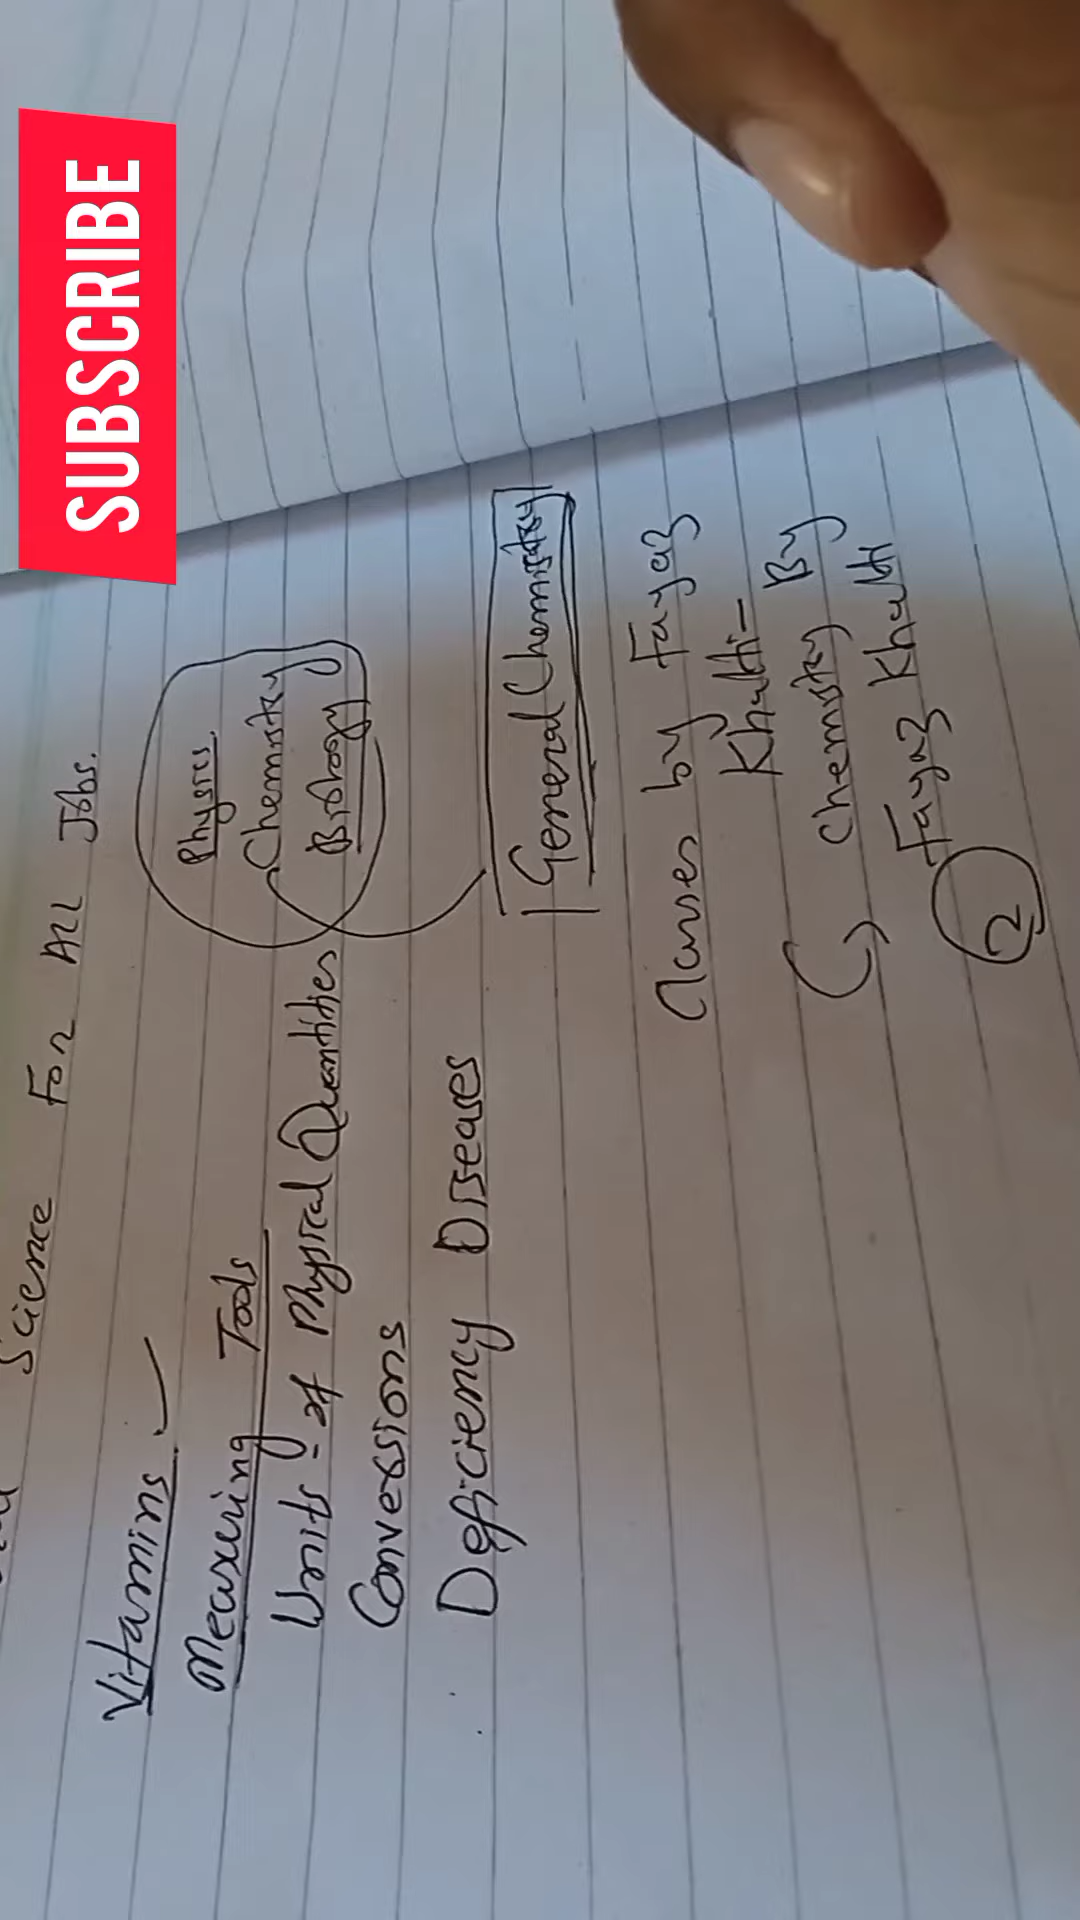 SUBSCRIBE
Science For All Jobs.
Vitamins.
Measuring Tools
Units of Physical Quantities
Conversions
Deficiency Diseases
Physics
Chemistry
Biology
General Chemistry
Classes by Fayaz
Khatti-
Chemistry By
Fayaz Khatti
2